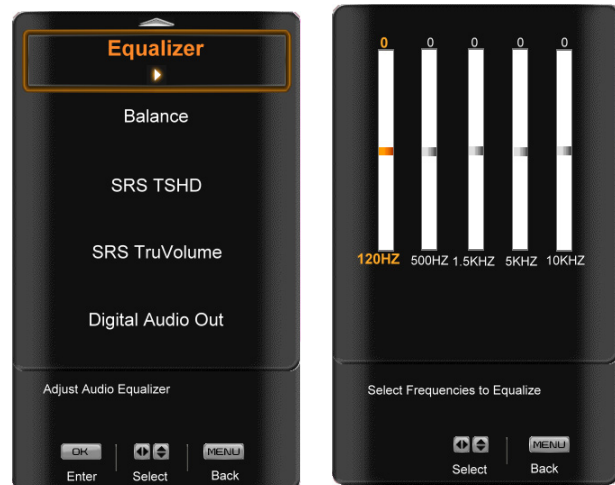 Equalizer
Balance
SRS TSHD
SRS TruVolume
Digital Audio Out
Adjust Audio Equalizer
OK MENU
Enter Select Back
0 0 0 0 0
120HZ 500HZ 1.5KHZ 5KHZ 10KHZ
Select Frequencies to Equalize
MENU
Select Back